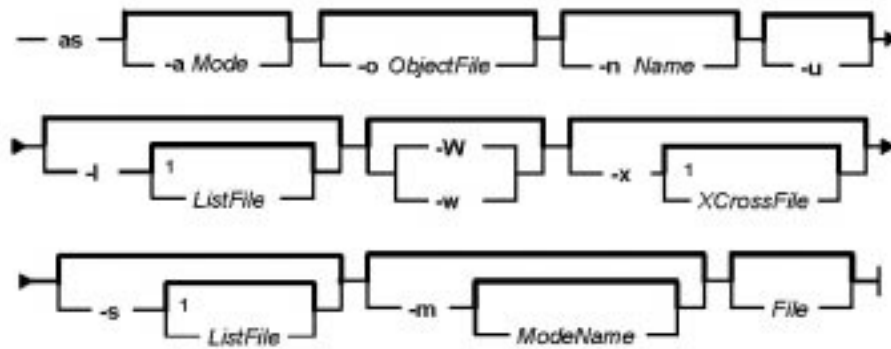 as -a Mode -o ObjectFile -n Name -u
-l 1 ListFile -W -w -x 1 XCrossFile
-s 1 ListFile -m ModeName File